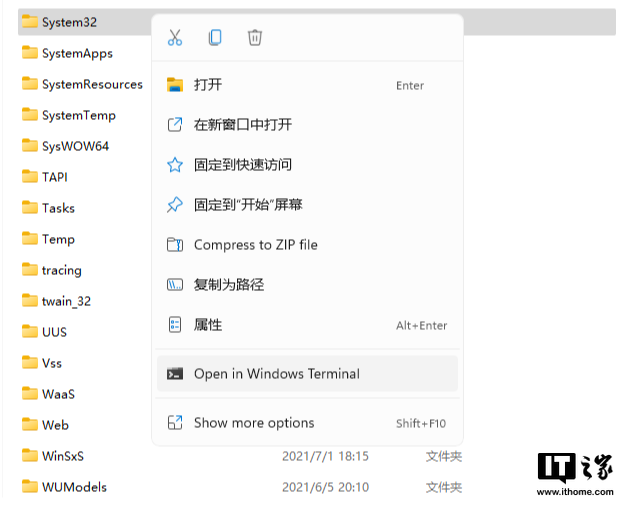 System32
SystemApps
SystemResources
SystemTemp
SysWOW64
TAPI
Tasks
Temp
tracing
twain_32
UUS
Vss
WaaS
Web
WinSxS 2021/7/1 18:15 文件夹
WUModels 2021/6/5 20:10 文件夹
打开 Enter
在新窗口中打开
固定到快速访问
固定到"开始"屏幕
Compress to ZIP file
复制为路径
属性 Alt+Enter
Open in Windows Terminal
Show more options Shift+F10
IT之家
www.ithome.com